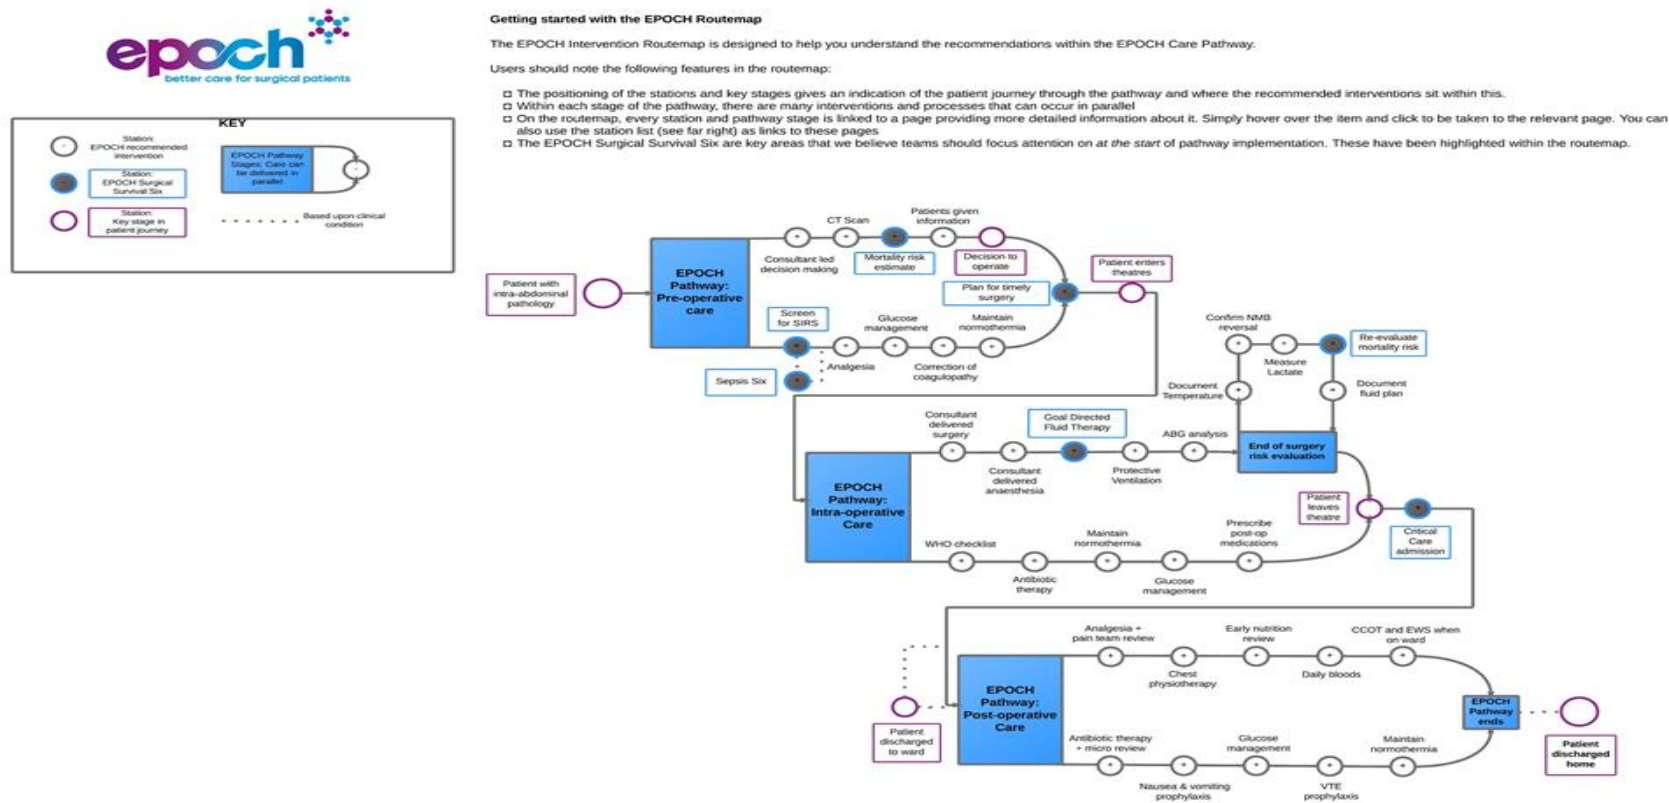 epoch
better care for surgical patients
Getting started with the EPOCH Routemap
The EPOCH Intervention Routemap is designed to help you understand the recommendations within the EPOCH Care Pathway.
Users should note the following features in the routemap:
The positioning of the stations and key stages gives an indication of the patient journey through the pathway and where the recommended interventions sit within this.
Within each stage of the pathway, there are many interventions and processes that can occur in parallel
On the routemap, every station and pathway stage is linked to a page providing more detailed information about it. Simply hover over the item and click to be taken to the relevant page. You can
also use the station list (see far right) as links to these pages
The EPOCH Surgical Survival Six are key areas that we believe teams should focus attention on at the start of pathway implementation. These have been highlighted within the routemap.
KEY
Station:
EPOCH recommended
intervention
Station:
EPOCH Surgical
Survival Six
Station:
Key stage in
patient journey
EPOCH Pathway
Stages: Care can
be delivered in
parallel
Based upon clinical
condition
Patient with
intra-abdominal
pathology
EPOCH
Pathway:
Pre-operative
care
Consultant led
decision making
CT Scan
Mortality risk
estimate
Patients given
information
Decision to
operate
Plan for timely
surgery
Patient enters
theatres
Screen
for SIRS
Sepsis Six
Analgesia
Glucose
management
Correction of
coagulopathy
Maintain
normothermia
EPOCH
Pathway:
Intra-operative
Care
Consultant
delivered
surgery
Consultant
delivered
anaesthesia
Goal Directed
Fluid Therapy
Protective
Ventilation
ABG analysis
End of surgery
risk evaluation
Document
Temperature
Confirm NMB
reversal
Measure
Lactate
Re-evaluate
mortality risk
Document
fluid plan
WHO checklist
Antibiotic
therapy
Maintain
normothermia
Glucose
management
Prescribe
post-op
medications
Patient
leaves
theatre
Critical
Care
admission
Patient
discharged
to ward
EPOCH
Pathway:
Post-operative
Care
Analgesia +
pain team review
Chest
physiotherapy
Early nutrition
review
Daily bloods
CCOT and EWS when
on ward
Antibiotic therapy
+ micro review
Nausea & vomiting
prophylaxis
Glucose
management
VTE
prophylaxis
Maintain
normothermia
EPOCH
Pathway
ends
Patient
discharged
home